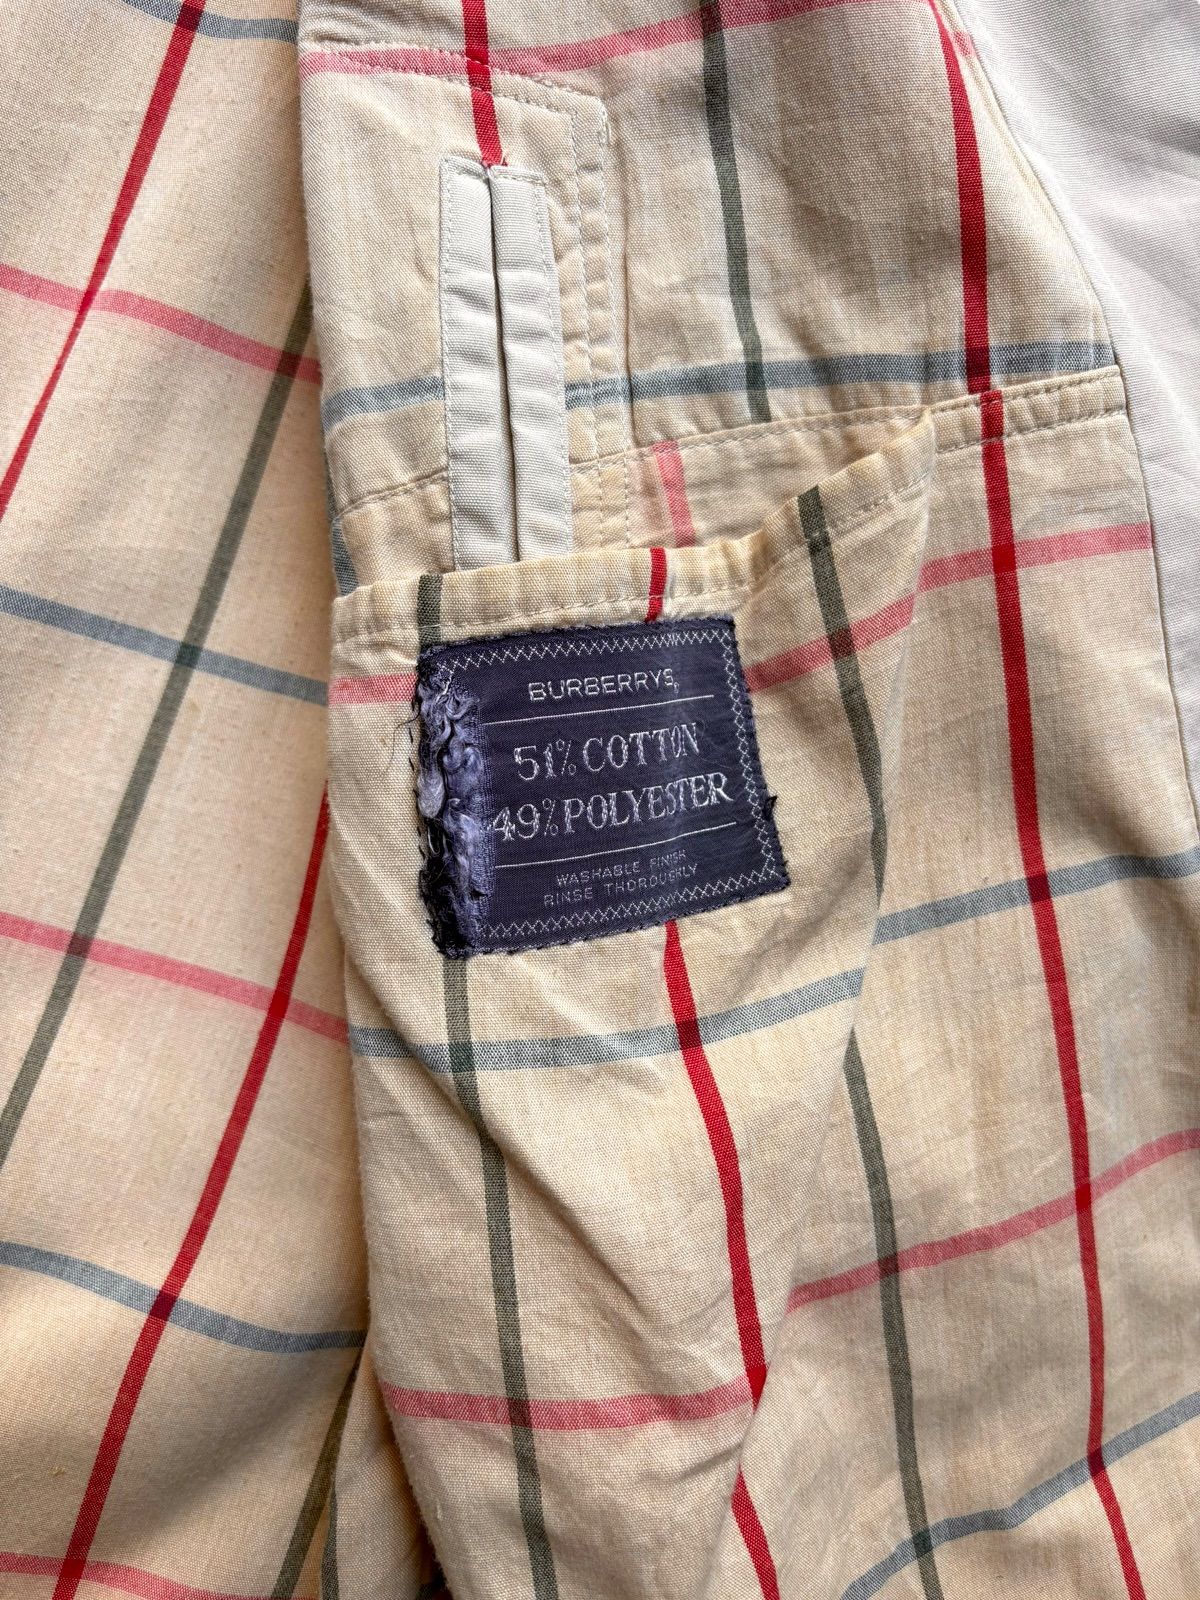 BURBERRYS
51% COTTON
49% POLYESTER
WASHABLE FINISH
RINSE THOROUGHLY